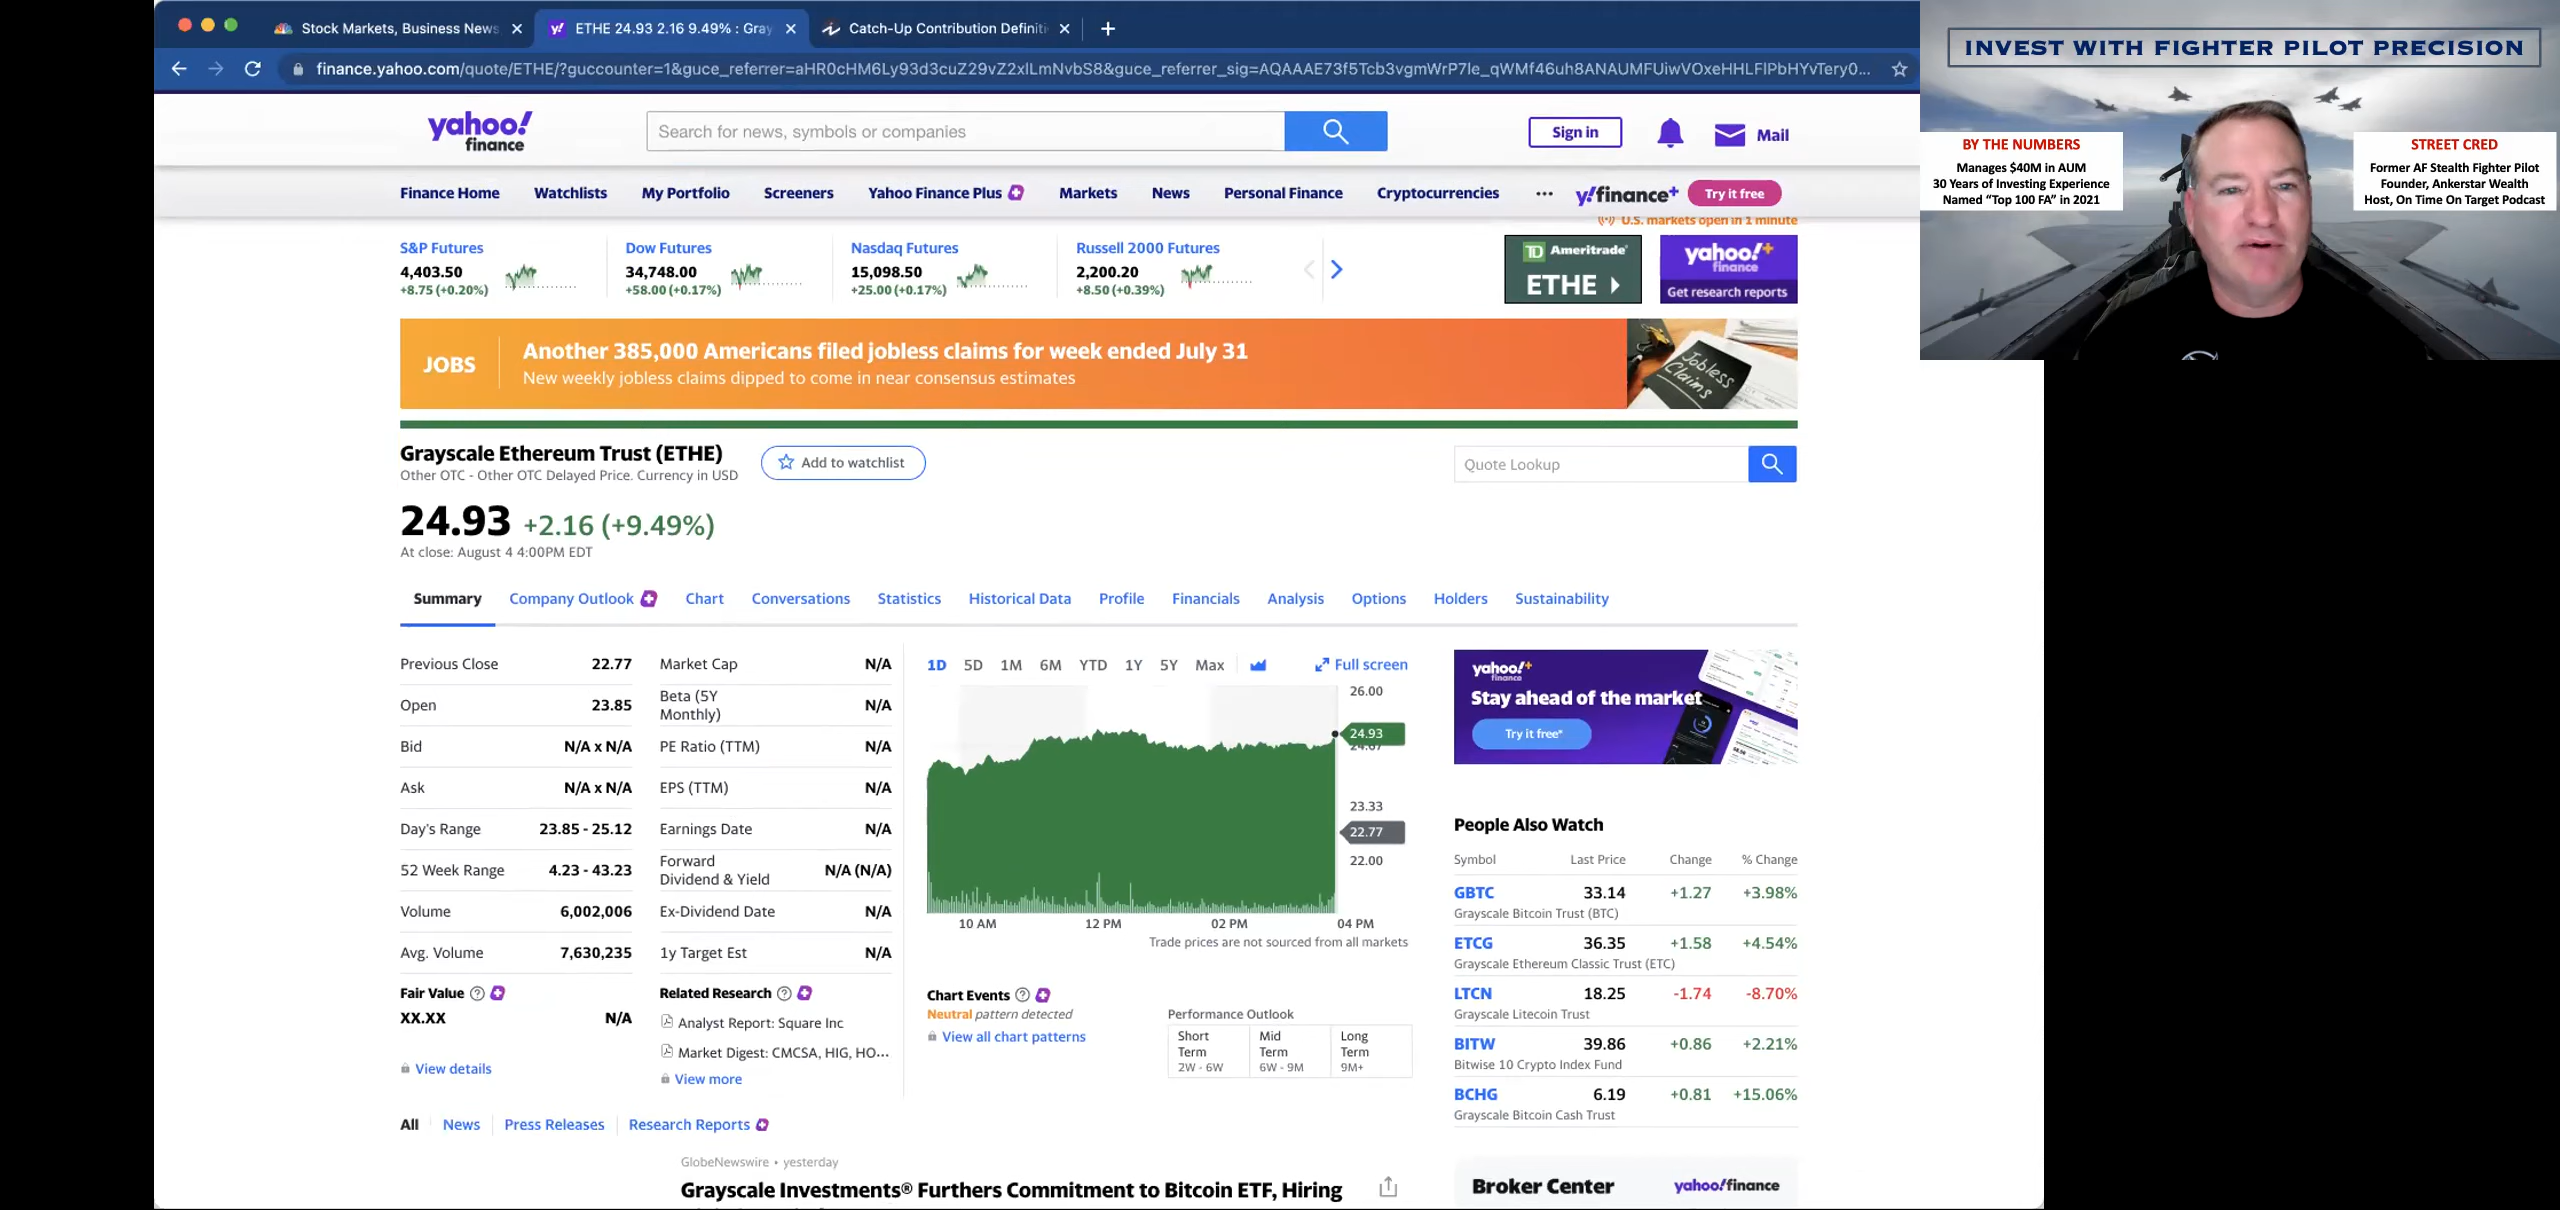 Stock Markets, Business News
ETHE 24.93 2.16 9.49% : Gray
Catch-Up Contribution Definiti
finance.yahoo.com/quote/ETHE/?guccounter=1&guce_referrer=aHR0cHM6Ly93d3cuZ29vZ2xlLmNvbS8&guce_referrer_sig=AQAAAE73f5Tcb3vgmWrP7le_qWMf46uh8ANAUMFUiwVOxeHHLFlPbHYvTery0...
INVEST WITH FIGHTER PILOT PRECISION
BY THE NUMBERS
Manages $40M in AUM
30 Years of Investing Experience
Named “Top 100 FA” in 2021
STREET CRED
Former AF Stealth Fighter Pilot
Founder, Ankerstar Wealth
Host, On Time On Target Podcast
yahoo!
finance
Search for news, symbols or companies
Sign in
Mail
Finance Home Watchlists My Portfolio Screeners Yahoo Finance Plus Markets News Personal Finance Cryptocurrencies ... y!finance+ Try it free
U.S. markets open in 1 minute
S&P Futures
4,403.50
+8.75 (+0.20%)
Dow Futures
34,748.00
+58.00 (+0.17%)
Nasdaq Futures
15,098.50
+25.00 (+0.17%)
Russell 2000 Futures
2,200.20
+8.50 (+0.39%)
TD Ameritrade
ETHE
yahoo!+
finance
Get research reports
JOBS
Another 385,000 Americans filed jobless claims for week ended July 31
New weekly jobless claims dipped to come in near consensus estimates
Jobless
Claims
Grayscale Ethereum Trust (ETHE)
Other OTC - Other OTC Delayed Price. Currency in USD
Add to watchlist
Quote Lookup
24.93 +2.16 (+9.49%)
At close: August 4 4:00PM EDT
Summary Company Outlook Chart Conversations Statistics Historical Data Profile Financials Analysis Options Holders Sustainability
Previous Close 22.77
Open 23.85
Bid N/A x N/A
Ask N/A x N/A
Day's Range 23.85 - 25.12
52 Week Range 4.23 - 43.23
Volume 6,002,006
Avg. Volume 7,630,235
Market Cap N/A
Beta (5Y
Monthly) N/A
PE Ratio (TTM) N/A
EPS (TTM) N/A
Earnings Date N/A
Forward
Dividend & Yield N/A (N/A)
Ex-Dividend Date N/A
1y Target Est N/A
Fair Value
XX.XX N/A
View details
Related Research
Analyst Report: Square Inc
Market Digest: CMCSA, HIG, HO...
View more
1D 5D 1M 6M YTD 1Y 5Y Max Full screen
26.00
24.93
24.67
23.33
22.77
22.00
10 AM 12 PM 02 PM 04 PM
Trade prices are not sourced from all markets
Chart Events
Neutral pattern detected
View all chart patterns
Performance Outlook
Short
Term
2W - 6W
Mid
Term
6W - 9M
Long
Term
9M+
yahoo!+
finance
Stay ahead of the market
Try it free*
People Also Watch
Symbol Last Price Change % Change
GBTC 33.14 +1.27 +3.98%
Grayscale Bitcoin Trust (BTC)
ETCG 36.35 +1.58 +4.54%
Grayscale Ethereum Classic Trust (ETC)
LTCN 18.25 -1.74 -8.70%
Grayscale Litecoin Trust
BITW 39.86 +0.86 +2.21%
Bitwise 10 Crypto Index Fund
BCHG 6.19 +0.81 +15.06%
Grayscale Bitcoin Cash Trust
All News Press Releases Research Reports
GlobeNewswire • yesterday
Grayscale Investments® Furthers Commitment to Bitcoin ETF, Hiring
Broker Center yahoo!finance